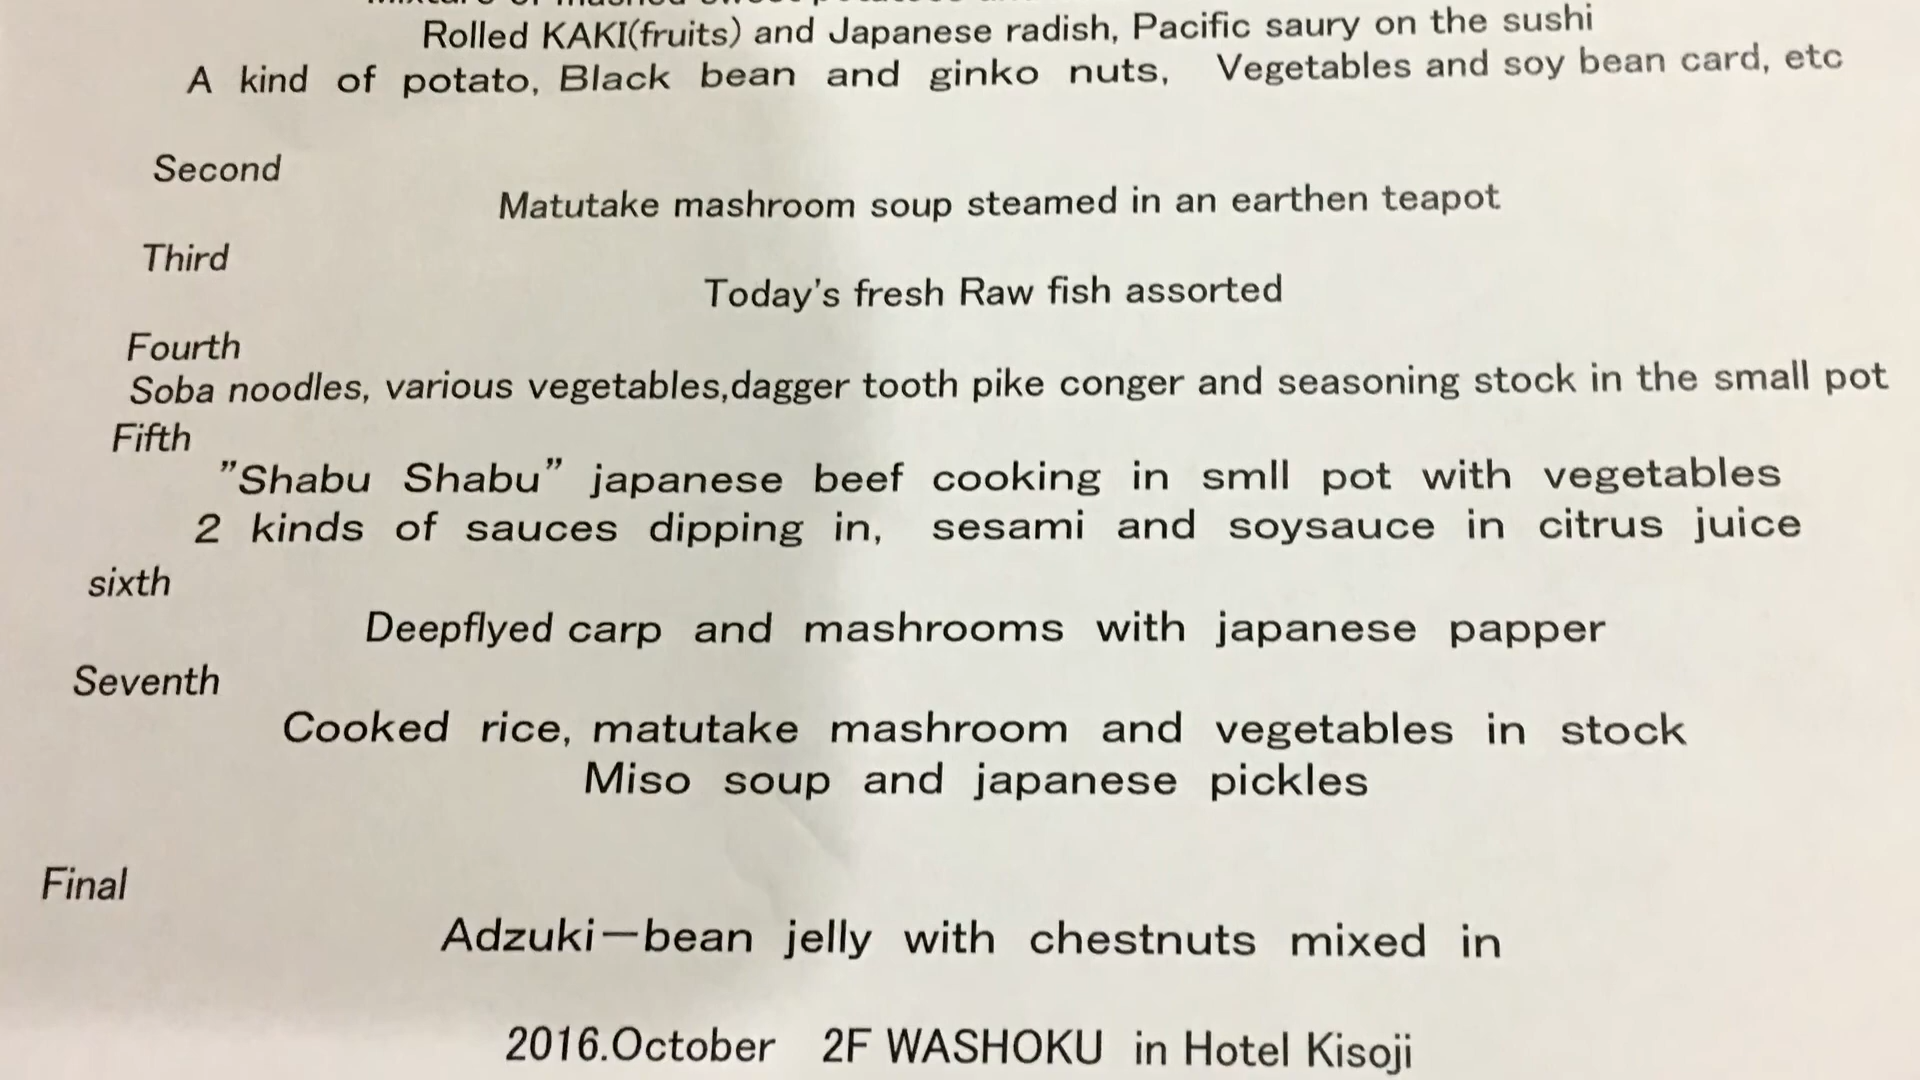 Rolled KAKI(fruits) and Japanese radish, Pacific saury on the sushi
A kind of potato, Black bean and ginko nuts, Vegetables and soy bean card, etc
Second
Matutake mashroom soup steamed in an earthen teapot
Third
Today's fresh Raw fish assorted
Fourth
Soba noodles, various vegetables,dagger tooth pike conger and seasoning stock in the small pot
Fifth
”Shabu Shabu” japanese beef cooking in smll pot with vegetables
2 kinds of sauces dipping in, sesami and soysauce in citrus juice
sixth
Deepflyed carp and mashrooms with japanese papper
Seventh
Cooked rice, matutake mashroom and vegetables in stock
Miso soup and japanese pickles
Final
Adzuki—bean jelly with chestnuts mixed in
2016.October 2F WASHOKU in Hotel Kisoji